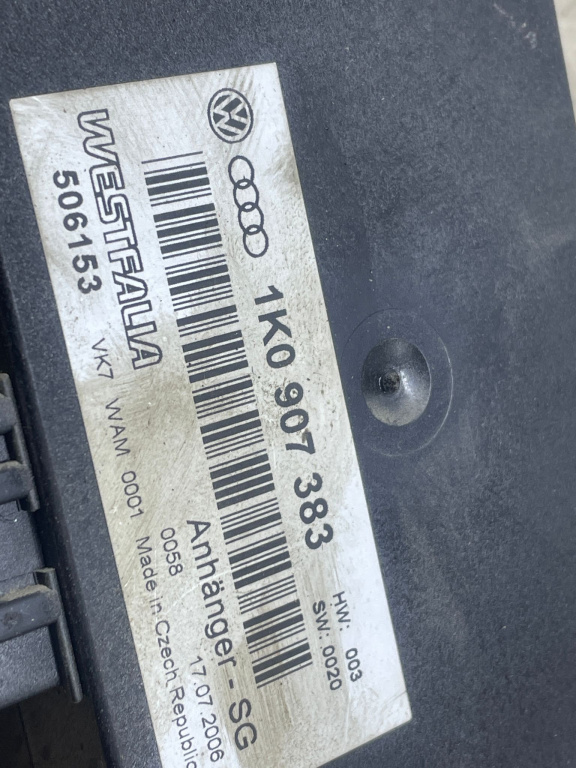 1K0 907 383
HW: 003
SW: 0020
WESTFALIA
Anhänger-SG
506153
0058
17.07.2006
VK7 WAM 0001
Made in Czech Republic